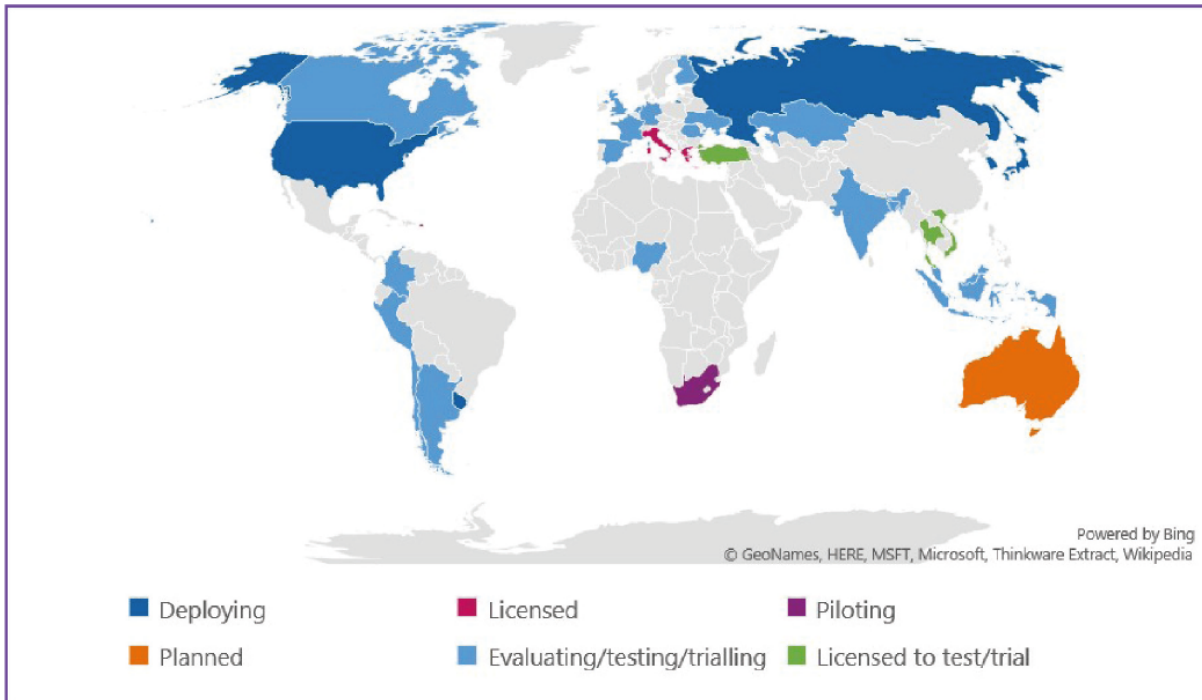 Powered by Bing
© GeoNames, HERE, MSFT, Microsoft, Thinkware Extract, Wikipedia
Deploying
Licensed
Piloting
Planned
Evaluating/testing/trialling
Licensed to test/trial